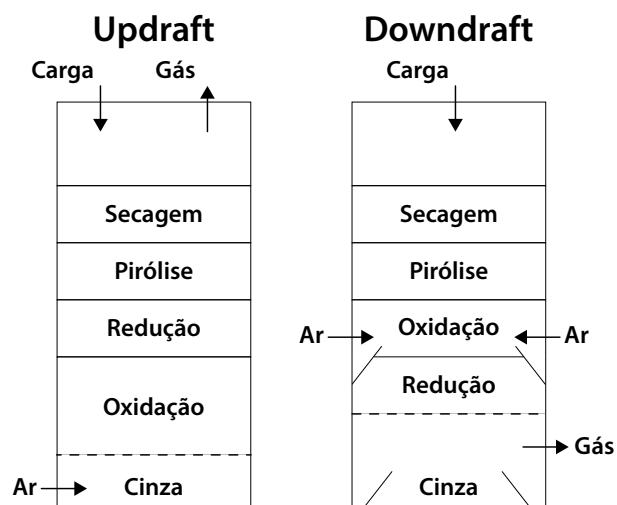 Updraft
Carga
Gás
Secagem
Pirólise
Redução
Oxidação
Ar
Cinza
Downdraft
Carga
Secagem
Pirólise
Ar
Oxidação
Ar
Redução
Gás
Cinza